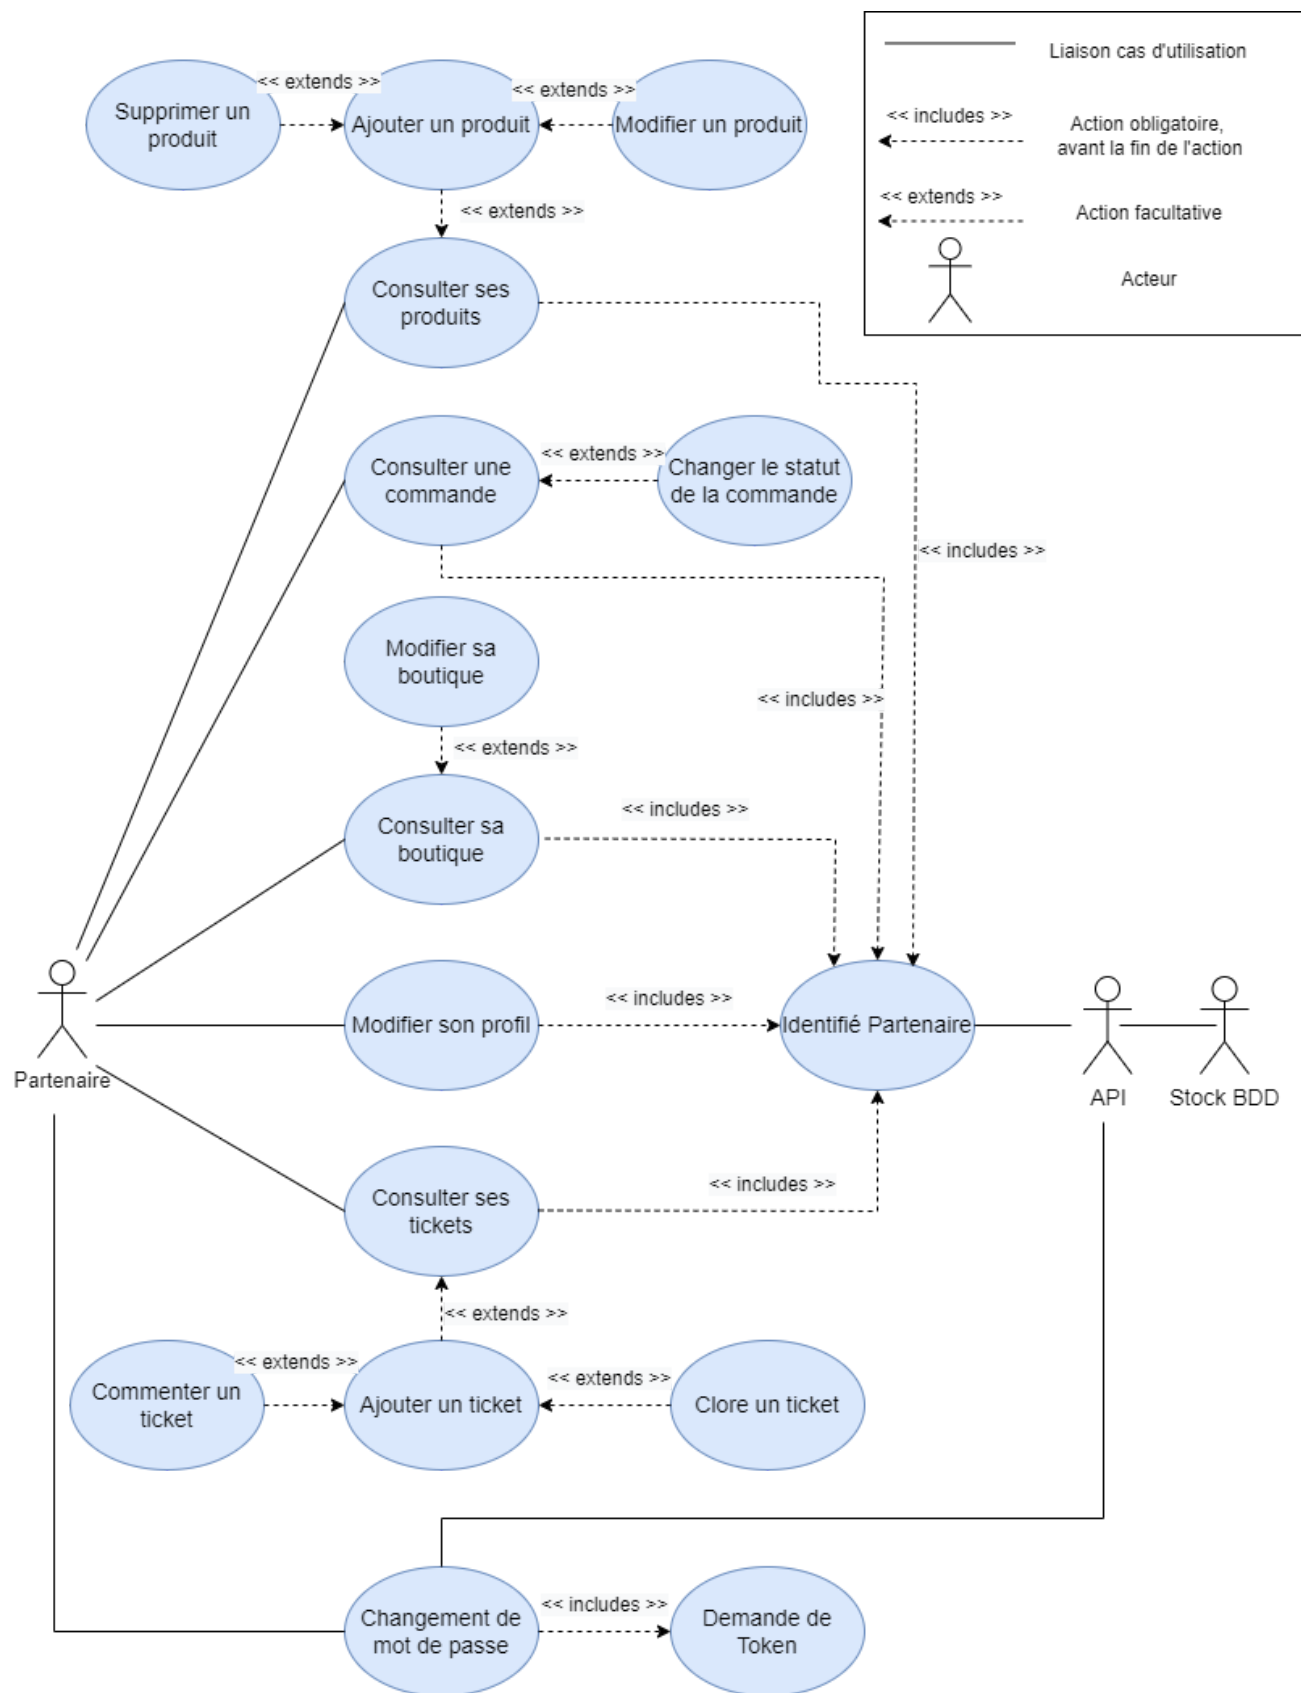 Liaison cas d'utilisation
<< includes >>
Action obligatoire,
avant la fin de l'action
<< extends >>
Action facultative
Acteur
<< extends >>
<< extends >>
Supprimer un
produit
Ajouter un produit
Modifier un produit
<< extends >>
Consulter ses
produits
Consulter une
commande
<< extends >>
Changer le statut
de la commande
<< includes >>
Modifier sa
boutique
<< includes >>
<< extends >>
Consulter sa
boutique
<< includes >>
Partenaire
Modifier son profil
<< includes >>
Identifié Partenaire
API
Stock BDD
Consulter ses
tickets
<< includes >>
<< extends >>
Commenter un
ticket
<< extends >>
Ajouter un ticket
<< extends >>
Clore un ticket
Changement de
mot de passe
<< includes >>
Demande de
Token